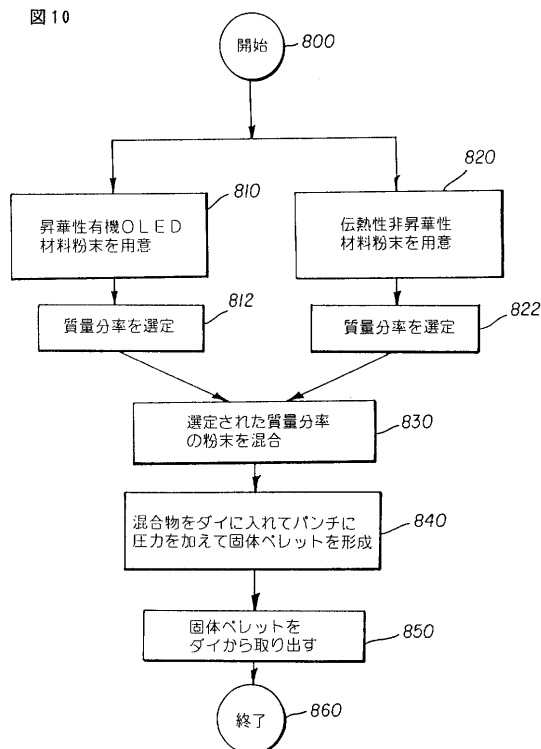 図10
開始
800
810
820
昇華性有機OLED
材料粉末を用意
伝熱性非昇華性
材料粉末を用意
812
822
質量分率を選定
質量分率を選定
選定された質量分率
の粉末を混合
830
混合物をダイに入れてパンチに
圧力を加えて固体ペレットを形成
840
固体ペレットを
ダイから取り出す
850
終了
860